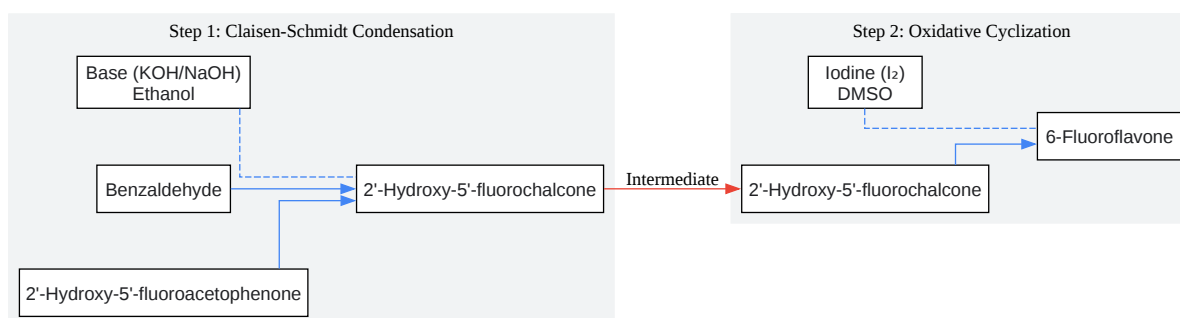 Step 1: Claisen-Schmidt Condensation
Base (KOH/NaOH)
Ethanol
Benzaldehyde
2'-Hydroxy-5'-fluorochalcone
2'-Hydroxy-5'-fluoroacetophenone
Intermediate
Step 2: Oxidative Cyclization
Iodine (I₂)
DMSO
6-Fluoroflavone
2'-Hydroxy-5'-fluorochalcone